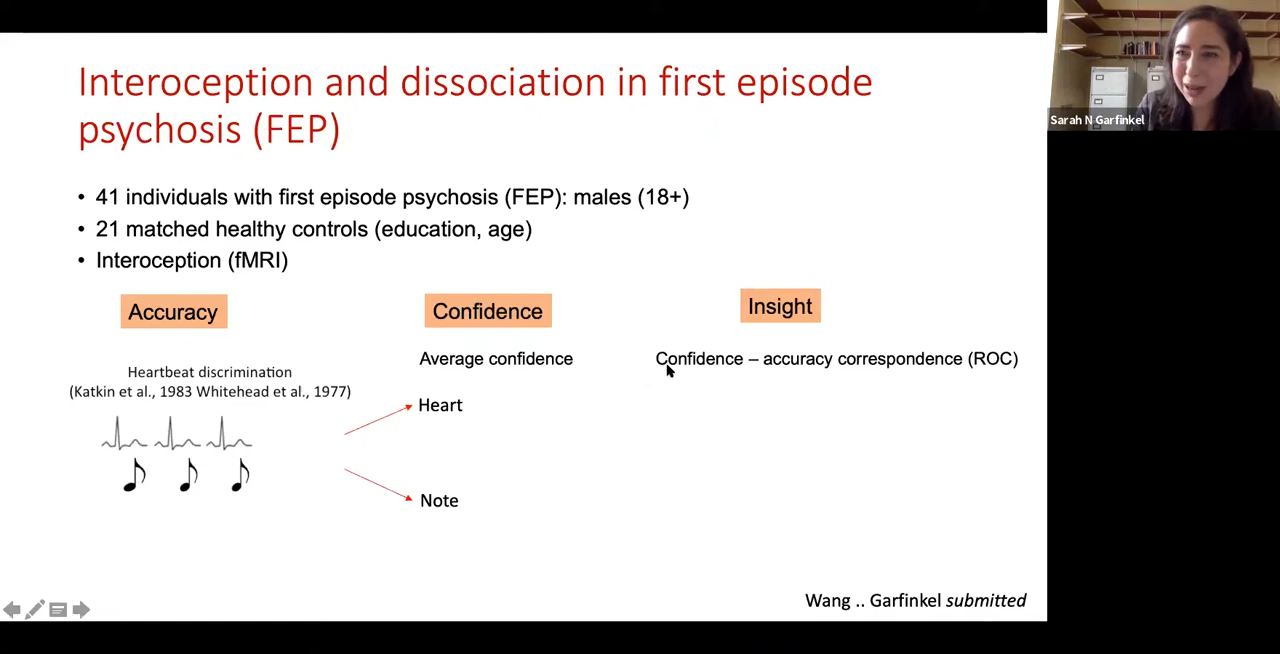 Interoception and dissociation in first episode
psychosis (FEP)
Sarah N Garfinkel
• 41 individuals with first episode psychosis (FEP): males (18+)
• 21 matched healthy controls (education, age)
• Interoception (fMRI)
Accuracy
Confidence
Insight
Average confidence
Confidence – accuracy correspondence (ROC)
Heartbeat discrimination
(Katkin et al., 1983 Whitehead et al., 1977)
Heart
Note
Wang .. Garfinkel submitted